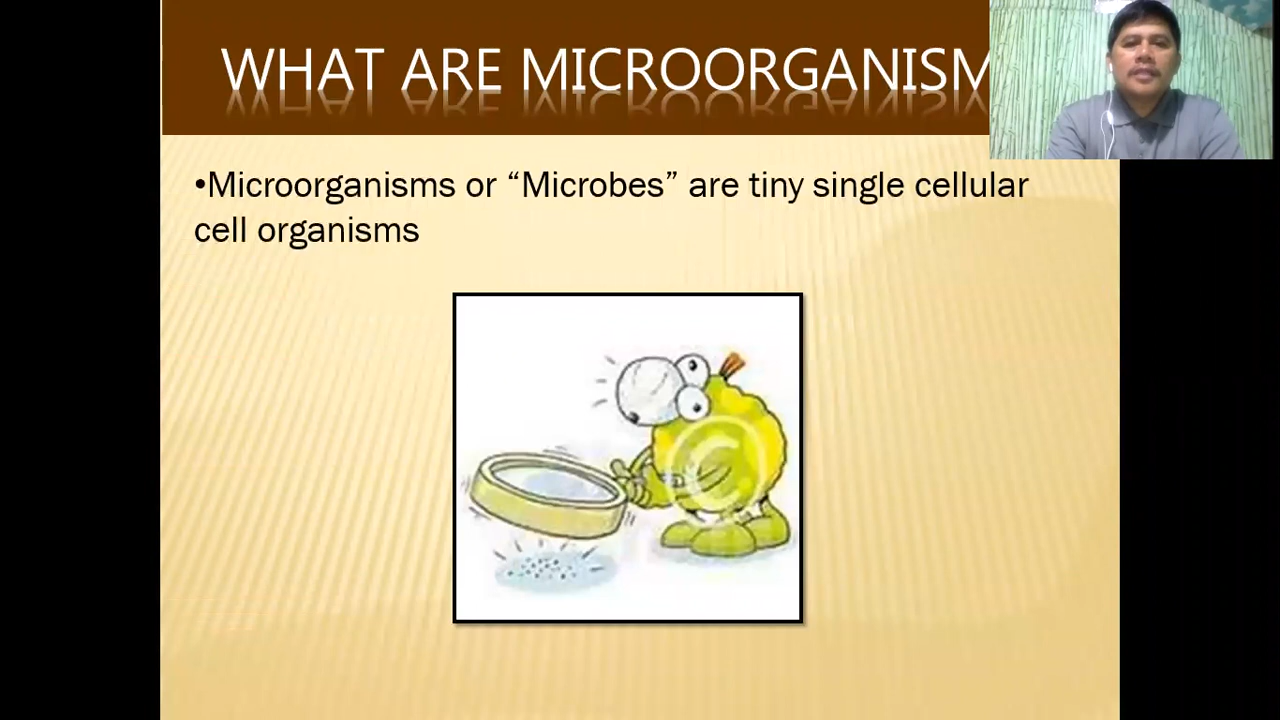 WHAT ARE MICROORGANISM
•Microorganisms or “Microbes” are tiny single cellular
cell organisms
©